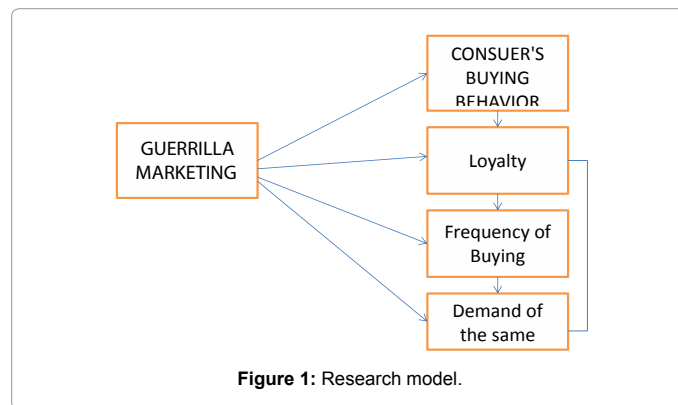 CONSUER'S
BUYING
BEHAVIOR
GUERRILLA
MARKETING
Loyalty
Frequency of
Buying
Demand of
the same
Figure 1: Research model.